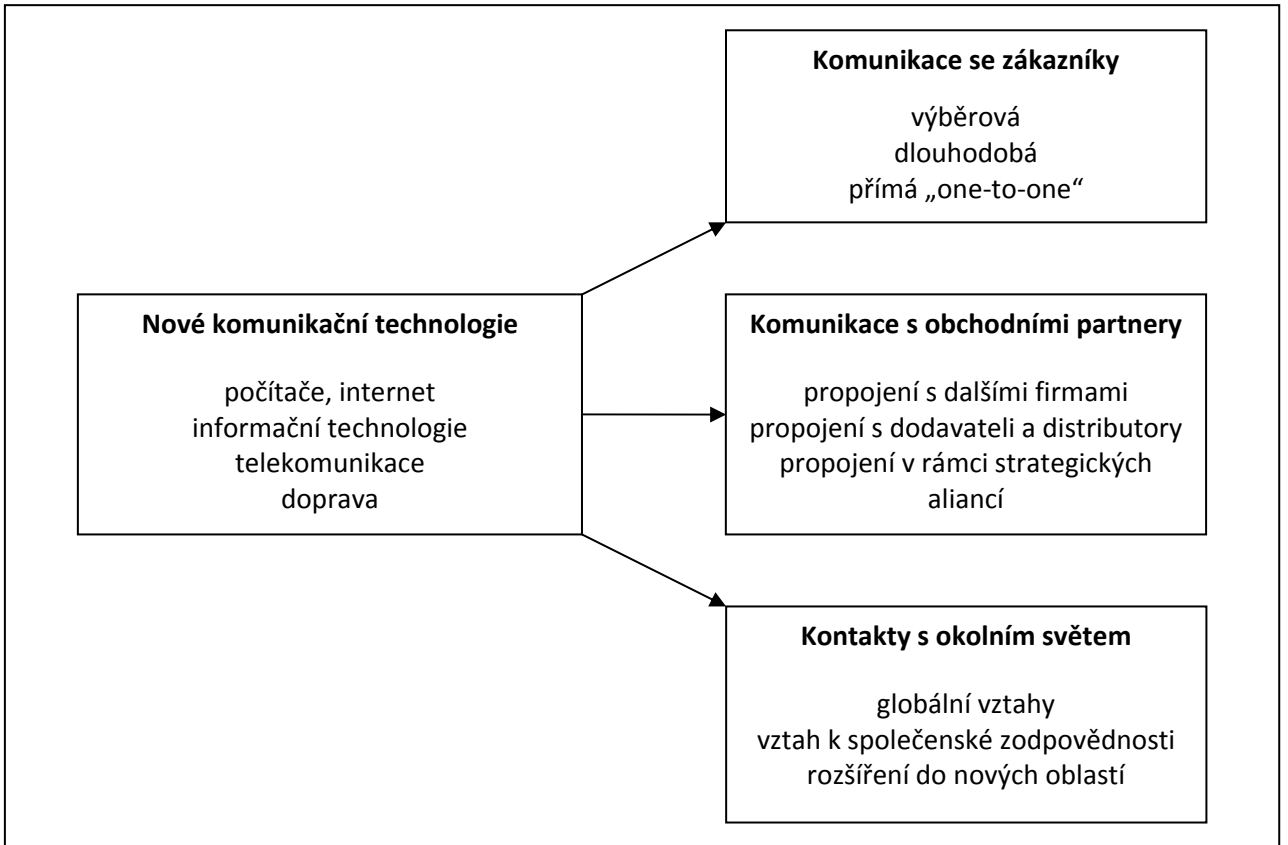 Komunikace se zákazníky
výběrová
dlouhodobá
přímá „one-to-one“
Nové komunikační technologie
počítače, internet
informační technologie
telekomunikace
doprava
Komunikace s obchodními partnery
propojení s dalšími firmami
propojení s dodavateli a distributory
propojení v rámci strategických
aliancí
Kontakty s okolním světem
globální vztahy
vztah k společenské zodpovědnosti
rozšíření do nových oblastí